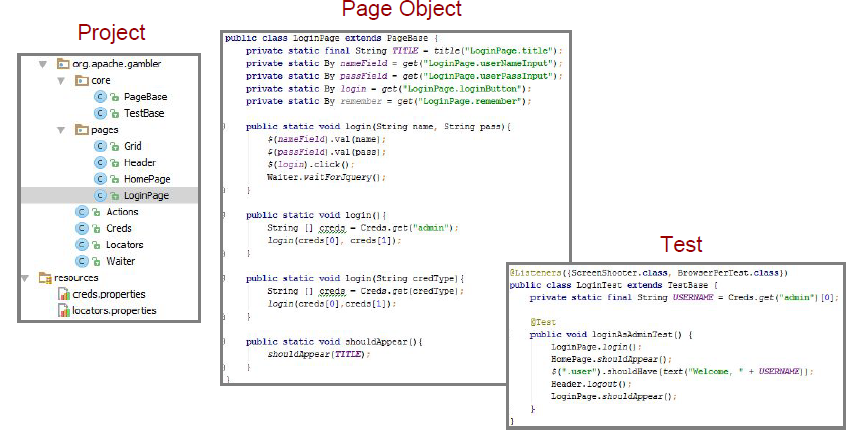 Project
org.apache.gambler
core
PageBase
TestBase
pages
Grid
Header
HomePage
LoginPage
Actions
Creds
Locators
Waiter
resources
creds.properties
locators.properties
Page Object
public class LoginPage extends PageBase {
private static final String TITLE = title("LoginPage.title");
private static By nameField = get("LoginPage.userNameInput");
private static By passField = get("LoginPage.userPassInput");
private static By login = get("LoginPage.loginButton");
private static By remember = get("LoginPage.remember");
public static void login(String name, String pass){
$(nameField).val(name);
$(passField).val(pass);
$(login).click();
Waiter.waitForJquery();
}
public static void login(){
String [] creds = Creds.get("admin");
login(creds[0], creds[1]);
}
public static void login(String credType){
String [] creds = Creds.get(credType);
login(creds[0],creds[1]);
}
public static void shouldAppear(){
shouldAppear(TITLE);
}
}
Test
@Listeners({ScreenShooter.class, BrowserPerTest.class})
public class LoginTest extends TestBase {
private static final String USERNAME = Creds.get("admin")[0];
@Test
public void loginAsAdminTest() {
LoginPage.login();
HomePage.shouldAppear();
$(".user").shouldHave(text("Welcome, " + USERNAME));
Header.logout();
LoginPage.shouldAppear();
}
}